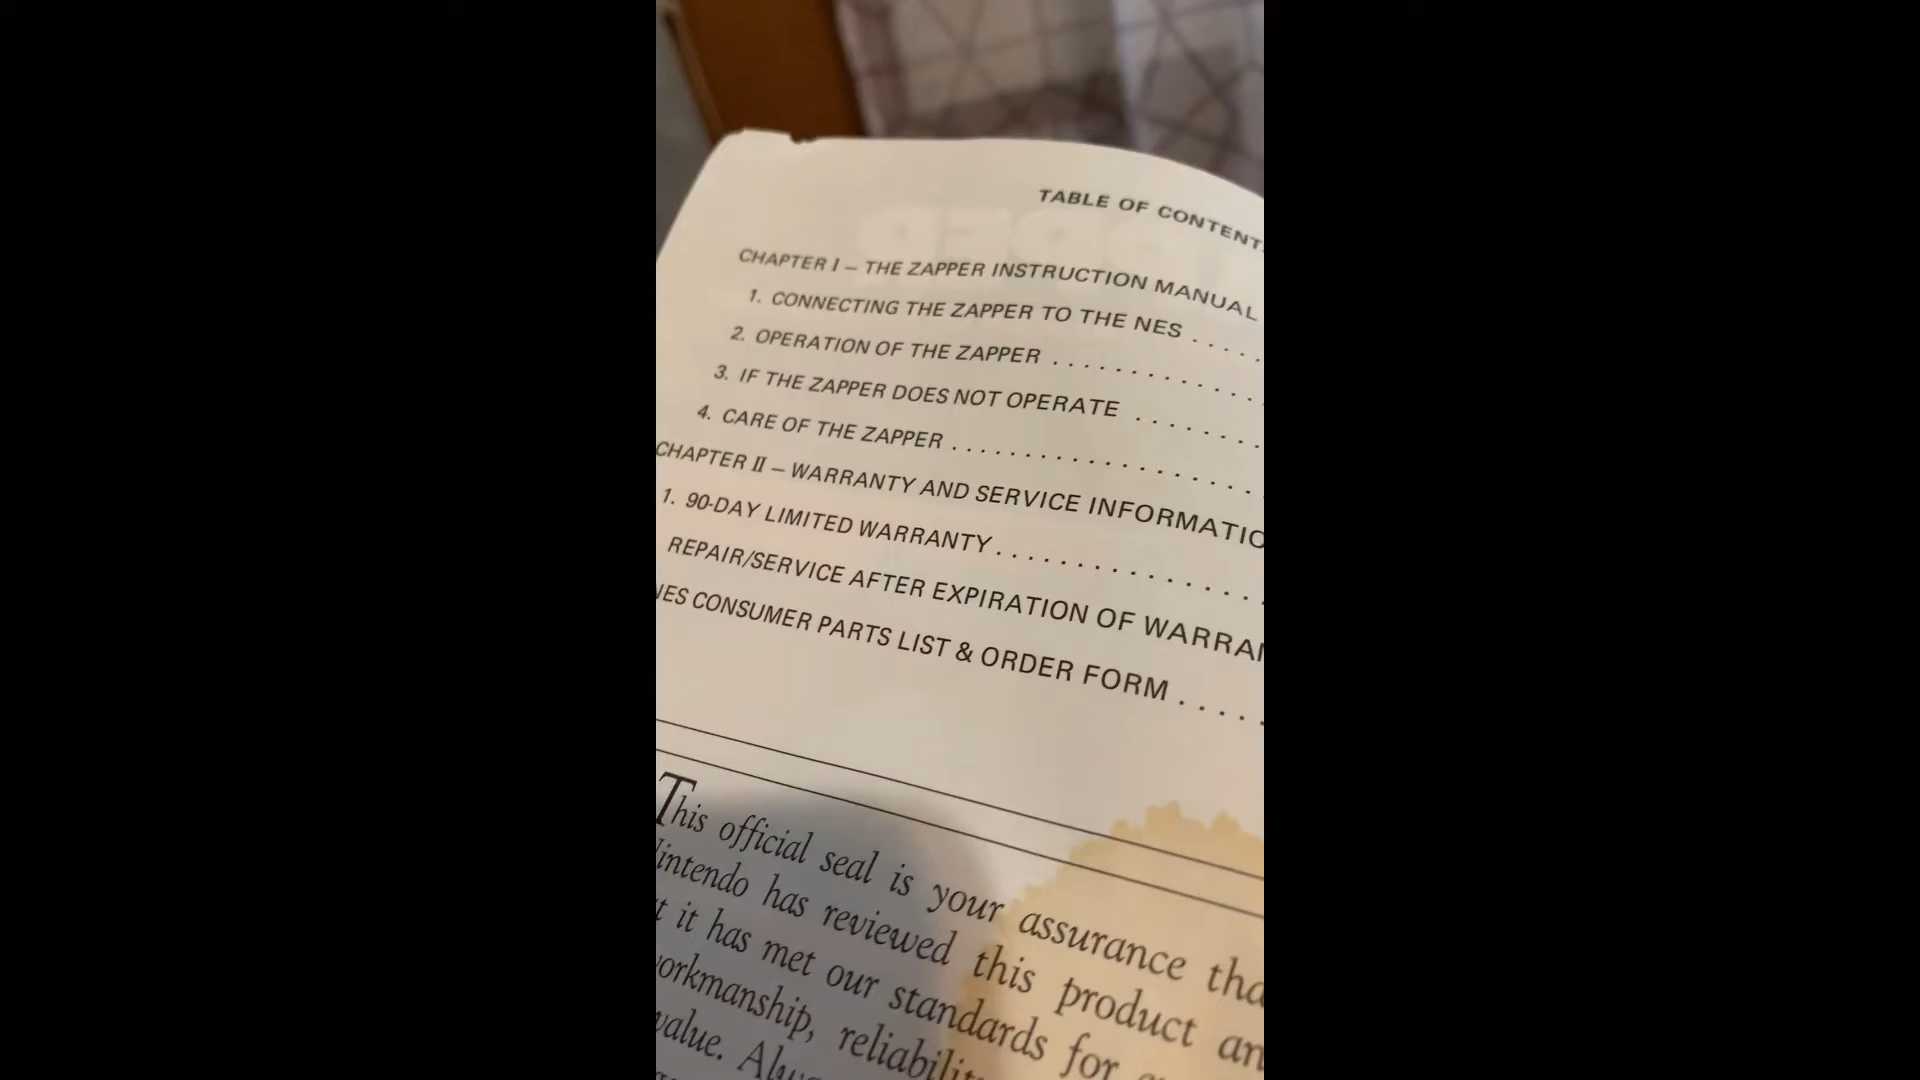 TABLE OF CONTENT
CHAPTER I – THE ZAPPER INSTRUCTION MANUAL
1. CONNECTING THE ZAPPER TO THE NES . . . . .
2. OPERATION OF THE ZAPPER . . . . . . . . . . . .
3. IF THE ZAPPER DOES NOT OPERATE . . . . . . . .
4. CARE OF THE ZAPPER . . . . . . . . . . . . . . . . . .
CHAPTER II – WARRANTY AND SERVICE INFORMATIO
1. 90-DAY LIMITED WARRANTY . . . . . . . . . . . . . . .
REPAIR/SERVICE AFTER EXPIRATION OF WARRAN
NES CONSUMER PARTS LIST & ORDER FORM . . . . .
This official seal is your assurance tha
Nintendo has reviewed this product an
t it has met our standards for
workmanship, reliabilit
value. Alwa